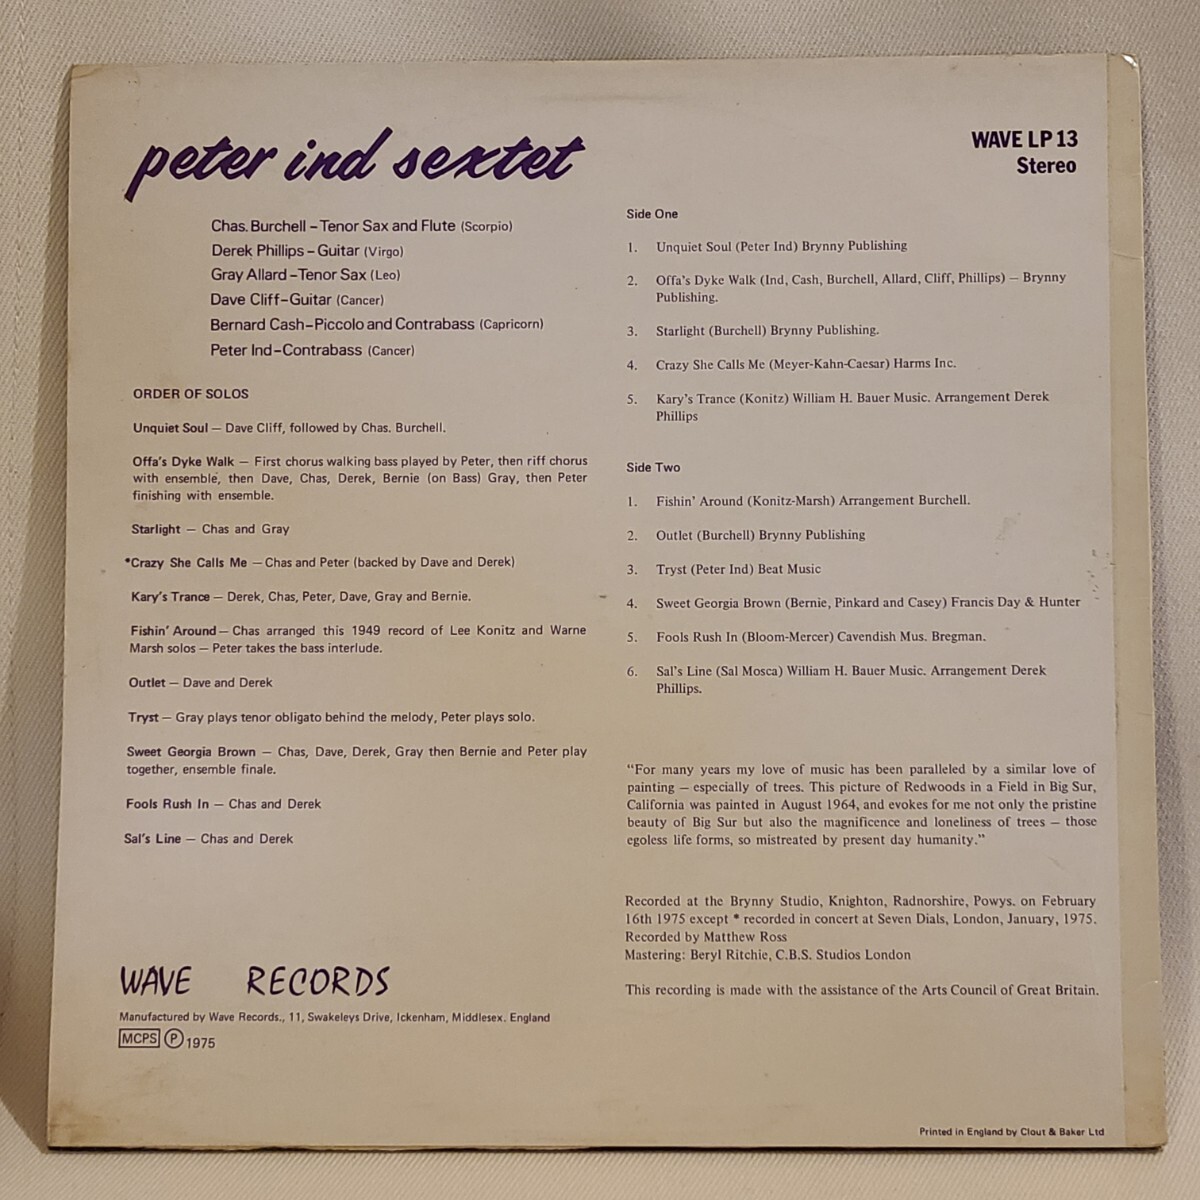 peter ind sextet
WAVE LP 13
Stereo
Chas. Burchell – Tenor Sax and Flute (Scorpio)
Derek Phillips – Guitar (Virgo)
Gray Allard – Tenor Sax (Leo)
Dave Cliff – Guitar (Cancer)
Bernard Cash – Piccolo and Contrabass (Capricorn)
Peter Ind – Contrabass (Cancer)
ORDER OF SOLOS
Unquiet Soul — Dave Cliff, followed by Chas. Burchell.
Offa's Dyke Walk — First chorus walking bass played by Peter, then riff chorus
with ensemble, then Dave, Chas, Derek, Bernie (on Bass) Gray, then Peter
finishing with ensemble.
Starlight — Chas and Gray
*Crazy She Calls Me — Chas and Peter (backed by Dave and Derek)
Kary's Trance — Derek, Chas, Peter, Dave, Gray and Bernie.
Fishin' Around — Chas arranged this 1949 record of Lee Konitz and Warne
Marsh solos — Peter takes the bass interlude.
Outlet — Dave and Derek
Tryst — Gray plays tenor obligato behind the melody, Peter plays solo.
Sweet Georgia Brown — Chas, Dave, Derek, Gray then Bernie and Peter play
together, ensemble finale.
Fools Rush In — Chas and Derek
Sal's Line — Chas and Derek
WAVE RECORDS
Manufactured by Wave Records., 11, Swakeleys Drive, Ickenham, Middlesex. England
MCPS Ⓟ 1975
Side One
1. Unquiet Soul (Peter Ind) Brynny Publishing
2. Offa's Dyke Walk (Ind, Cash, Burchell, Allard, Cliff, Phillips) — Brynny
Publishing.
3. Starlight (Burchell) Brynny Publishing.
4. Crazy She Calls Me (Meyer-Kahn-Caesar) Harms Inc.
5. Kary's Trance (Konitz) William H. Bauer Music. Arrangement Derek
Phillips
Side Two
1. Fishin' Around (Konitz-Marsh) Arrangement Burchell.
2. Outlet (Burchell) Brynny Publishing
3. Tryst (Peter Ind) Beat Music
4. Sweet Georgia Brown (Bernie, Pinkard and Casey) Francis Day & Hunter
5. Fools Rush In (Bloom-Mercer) Cavendish Mus. Bregman.
6. Sal's Line (Sal Mosca) William H. Bauer Music. Arrangement Derek
Phillips.
"For many years my love of music has been paralleled by a similar love of
painting — especially of trees. This picture of Redwoods in a Field in Big Sur,
California was painted in August 1964, and evokes for me not only the pristine
beauty of Big Sur but also the magnificence and loneliness of trees — those
egoless life forms, so mistreated by present day humanity."
Recorded at the Brynny Studio, Knighton, Radnorshire, Powys. on February
16th 1975 except * recorded in concert at Seven Dials, London, January, 1975.
Recorded by Matthew Ross
Mastering: Beryl Ritchie, C.B.S. Studios London
This recording is made with the assistance of the Arts Council of Great Britain.
Printed in England by Clout & Baker Ltd